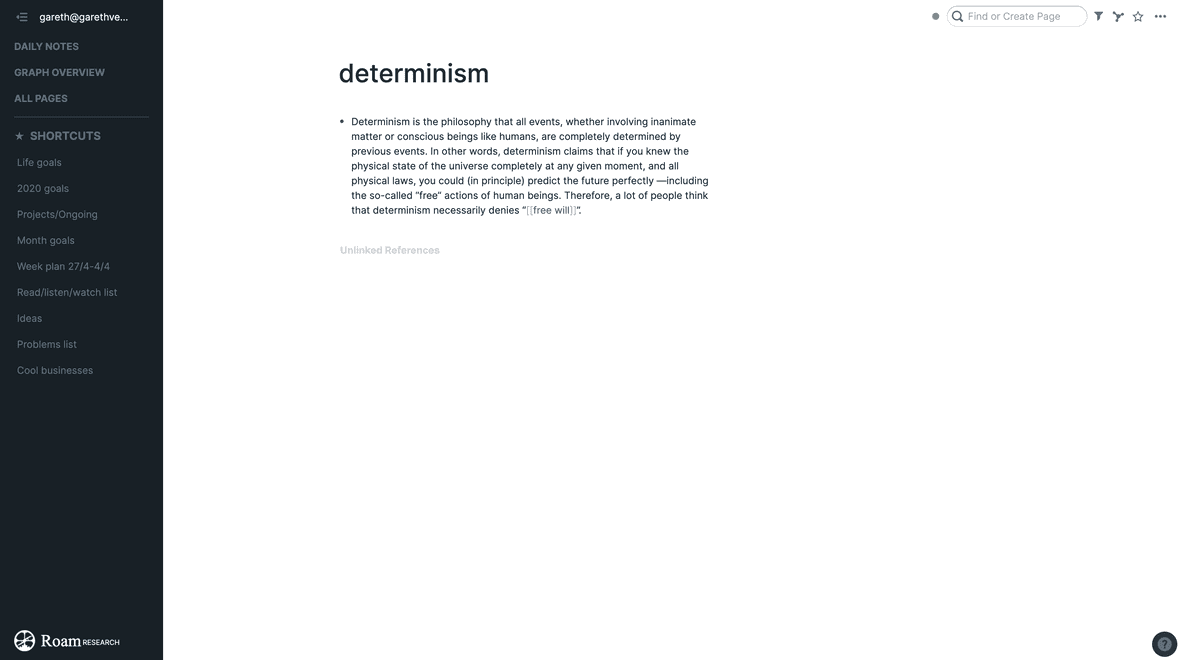 gareth@garethve...
DAILY NOTES
GRAPH OVERVIEW
ALL PAGES
★ SHORTCUTS
Life goals
2020 goals
Projects/Ongoing
Month goals
Week plan 27/4-4/4
Read/listen/watch list
Ideas
Problems list
Cool businesses
Roam RESEARCH
Find or Create Page
determinism
• Determinism is the philosophy that all events, whether involving inanimate
matter or conscious beings like humans, are completely determined by
previous events. In other words, determinism claims that if you knew the
physical state of the universe completely at any given moment, and all
physical laws, you could (in principle) predict the future perfectly —including
the so-called “free” actions of human beings. Therefore, a lot of people think
that determinism necessarily denies “[[free will]]”.
Unlinked References
?